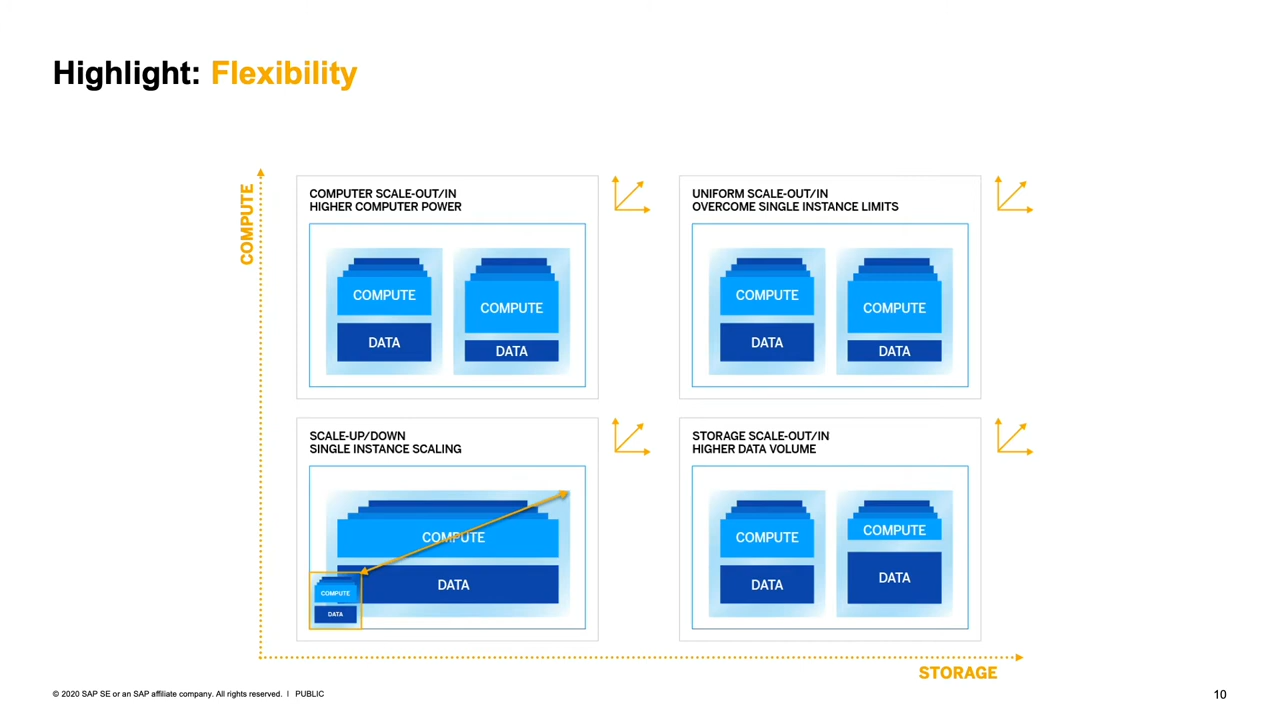 Highlight: Flexibility
COMPUTE
COMPUTER SCALE-OUT/IN
HIGHER COMPUTER POWER
COMPUTE
DATA
COMPUTE
DATA
UNIFORM SCALE-OUT/IN
OVERCOME SINGLE INSTANCE LIMITS
COMPUTE
DATA
COMPUTE
DATA
SCALE-UP/DOWN
SINGLE INSTANCE SCALING
COMPUTE
DATA
COMPUTE
DATA
STORAGE SCALE-OUT/IN
HIGHER DATA VOLUME
COMPUTE
DATA
COMPUTE
DATA
STORAGE
© 2020 SAP SE or an SAP affiliate company. All rights reserved. | PUBLIC
10